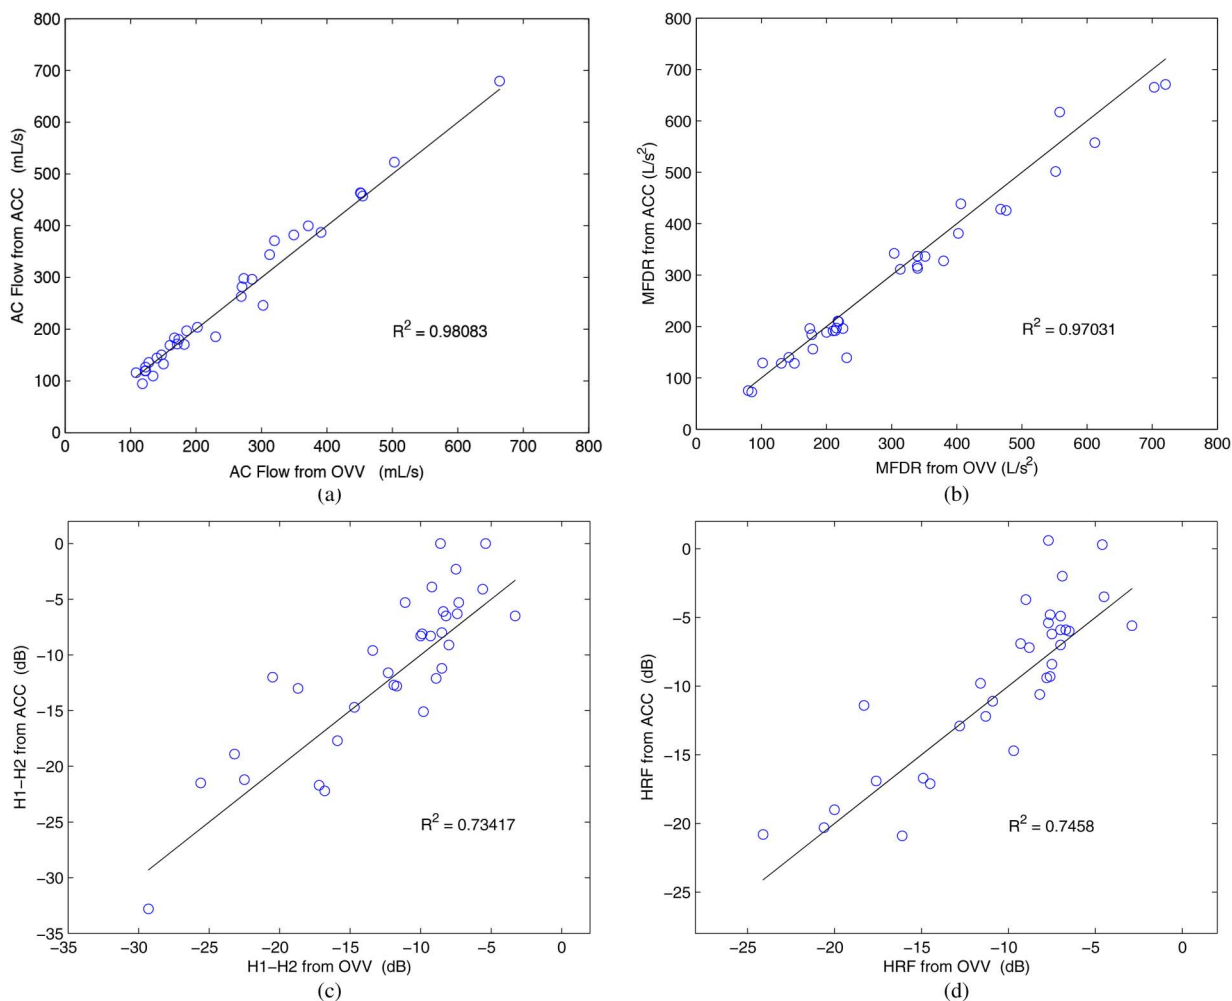 800
700
600
500
400
300
200
100
0
AC Flow from ACC (mL/s)
R² = 0.98083
0 100 200 300 400 500 600 700 800
AC Flow from OVV (mL/s)
(a)
800
700
600
500
400
300
200
100
0
MFDR from ACC (L/s²)
R² = 0.97031
0 100 200 300 400 500 600 700 800
MFDR from OVV (L/s²)
(b)
0
−5
−10
−15
−20
−25
−30
−35
H1−H2 from ACC (dB)
R² = 0.73417
−35 −30 −25 −20 −15 −10 −5 0
H1−H2 from OVV (dB)
(c)
0
−5
−10
−15
−20
−25
HRF from ACC (dB)
R² = 0.7458
−25 −20 −15 −10 −5 0
HRF from OVV (dB)
(d)